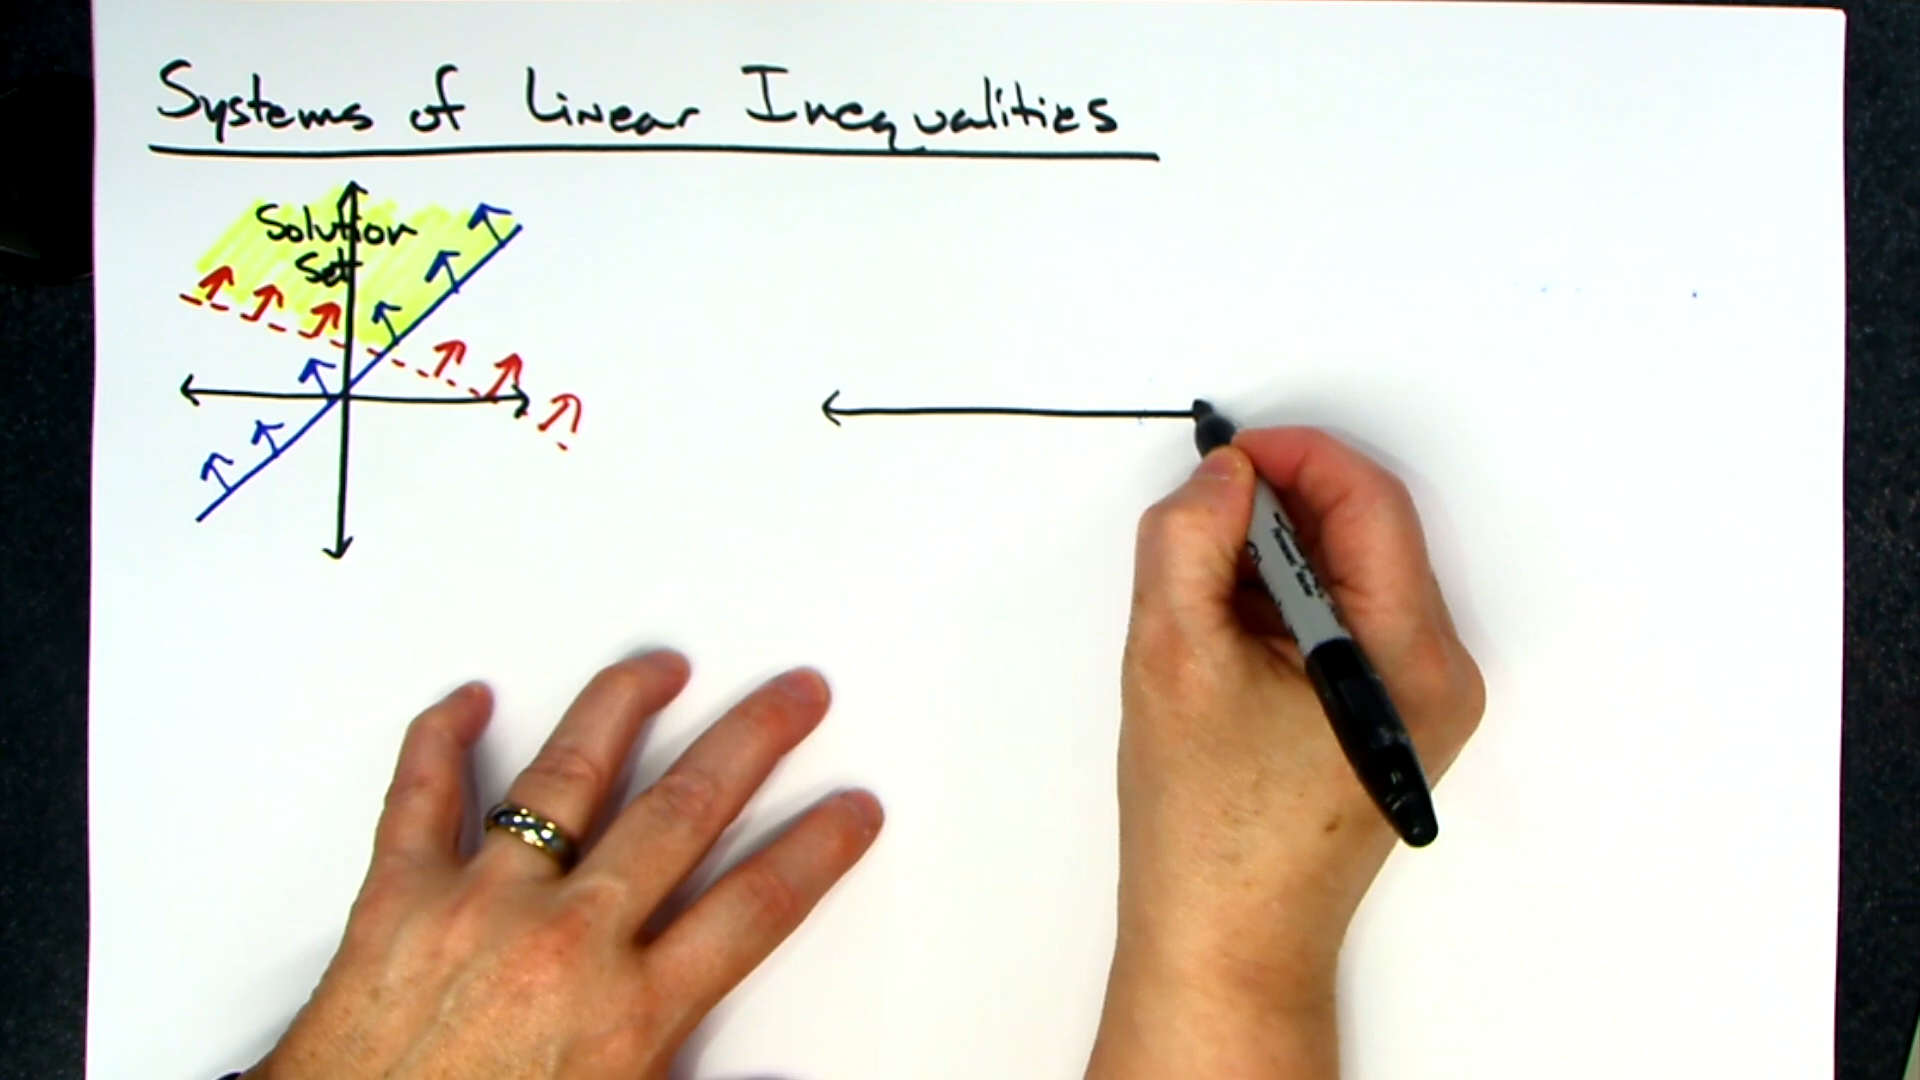 Systems of Linear Inequalities
Solution
Set